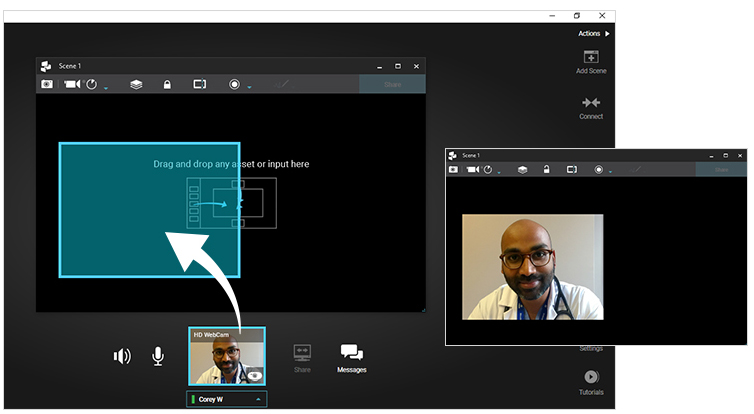 Actions
Scene 1
Add Scene
Share
Connect
Drag and drop any asset or input here
Scene 1
Share
HD WebCam
Share
Messages
Settings
Corey W
Tutorials